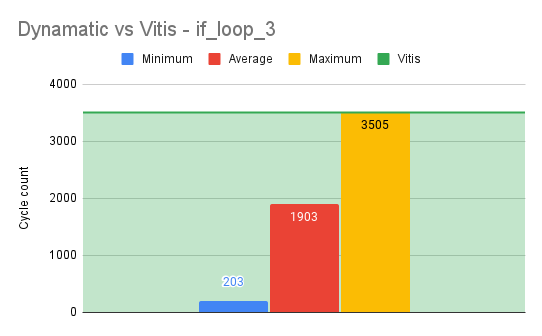 Dynamatic vs Vitis - if_loop_3
Minimum Average Maximum Vitis
4000
3000
2000
1000
0
Cycle count
203
1903
3505